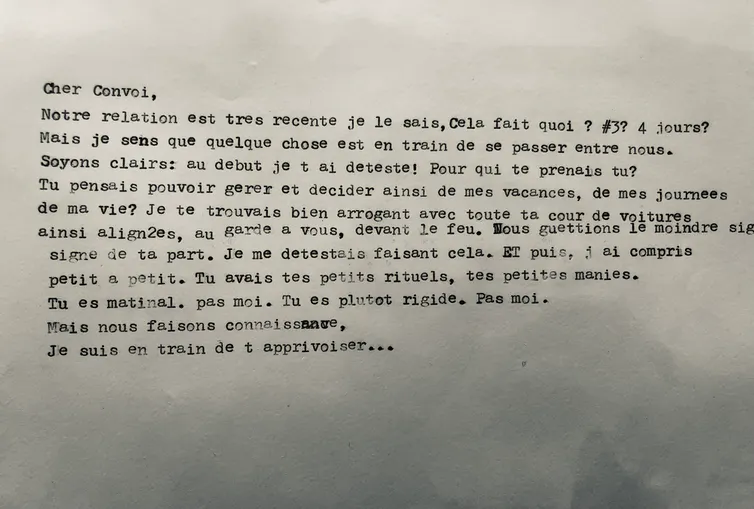 Cher Convoi,
Notre relation est tres recente je le sais,Cela fait quoi ? #3? 4 jours?
Mais je sens que quelque chose est en train de se passer entre nous.
Soyons clairs: au debut je t ai deteste! Pour qui te prenais tu?
Tu pensais pouvoir gerer et decider ainsi de mes vacances, de mes journees
de ma vie? Je te trouvais bien arrogant avec toute ta cour de voitures
ainsi align2es, au garde a vous, devant le feu. Nous guettions le moindre sig
signe de ta part. Je me detestais faisant cela. ET puis, j ai compris
petit a petit. Tu avais tes petits rituels, tes petites manies.
Tu es matinal. pas moi. Tu es plutot rigide. Pas moi.
Mais nous faisons connaissance,
Je suis en train de t apprivoiser...